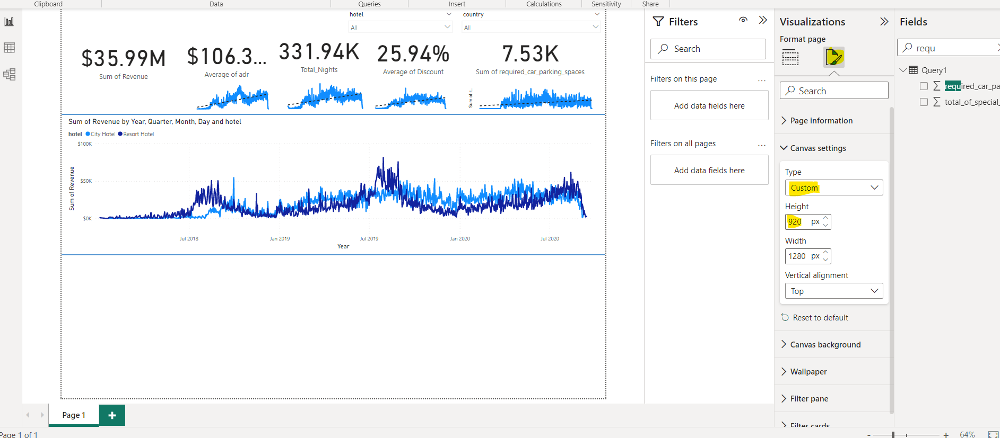 Clipboard
Data
Queries
Insert
Calculations
Sensitivity
Share
hotel
All
country
All
$35.99M
Sum of Revenue
$106.3...
Average of adr
331.94K
Total_Nights
25.94%
Average of Discount
7.53K
Sum of required_car_parking_spaces
Sum of r...
Sum of Revenue by Year, Quarter, Month, Day and hotel
hotel City Hotel Resort Hotel
$100K
$50K
$0K
Sum of Revenue
Jul 2018
Jan 2019
Jul 2019
Jan 2020
Jul 2020
Year
Page 1
+
Page 1 of 1
Filters
Search
Filters on this page
...
Add data fields here
Filters on all pages
...
Add data fields here
Visualizations
Format page
Search
Page information
Canvas settings
Type
Custom
Height
920 px
Width
1280 px
Vertical alignment
Top
Reset to default
Canvas background
Wallpaper
Filter pane
Filter cards
Fields
requ
Query1
∑ required_car_pa
∑ total_of_special_
- + 64%